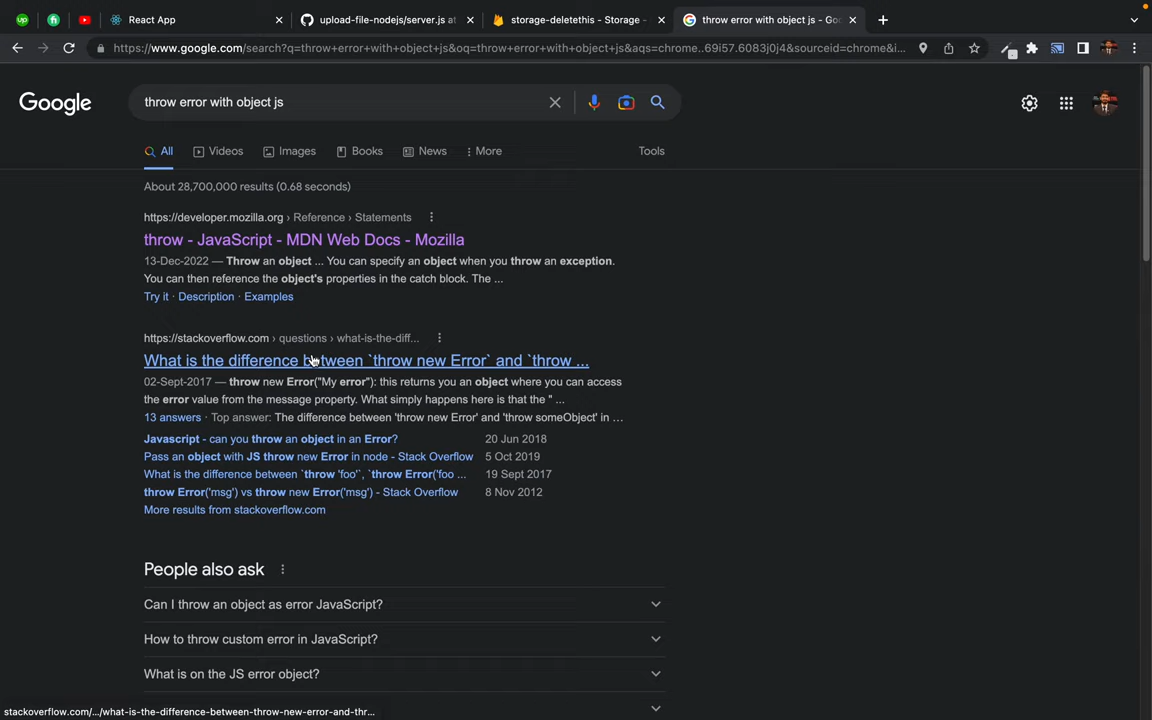 React App
upload-file-nodejs/server.js at
storage-deletethis - Storage -
throw error with object js - Goo
https://www.google.com/search?q=throw+error+with+object+js&oq=throw+error+with+object+js&aqs=chrome..69i57.6083j0j4&sourceid=chrome&i...
Google
throw error with object js
All
Videos
Images
Books
News
More
Tools
About 28,700,000 results (0.68 seconds)
https://developer.mozilla.org › Reference › Statements
throw - JavaScript - MDN Web Docs - Mozilla
13-Dec-2022 — Throw an object ... You can specify an object when you throw an exception.
You can then reference the object's properties in the catch block. The ...
Try it · Description · Examples
https://stackoverflow.com › questions › what-is-the-diff...
What is the difference between `throw new Error` and `throw ...
02-Sept-2017 — throw new Error("My error"): this returns you an object where you can access
the error value from the message property. What simply happens here is that the " ...
13 answers · Top answer: The difference between 'throw new Error' and 'throw someObject' in ...
Javascript - can you throw an object in an Error? 20 Jun 2018
Pass an object with JS throw new Error in node - Stack Overflow 5 Oct 2019
What is the difference between `throw 'foo'`, `throw Error('foo ... 19 Sept 2017
throw Error('msg') vs throw new Error('msg') - Stack Overflow 8 Nov 2012
More results from stackoverflow.com
People also ask
Can I throw an object as error JavaScript?
How to throw custom error in JavaScript?
What is on the JS error object?
stackoverflow.com/.../what-is-the-difference-between-throw-new-error-and-thr...